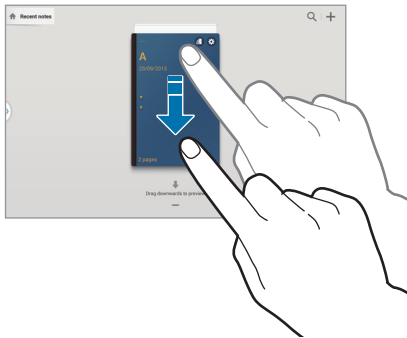 Recent notes
A
25/09/2013
2 pages
Drag downwards to preview